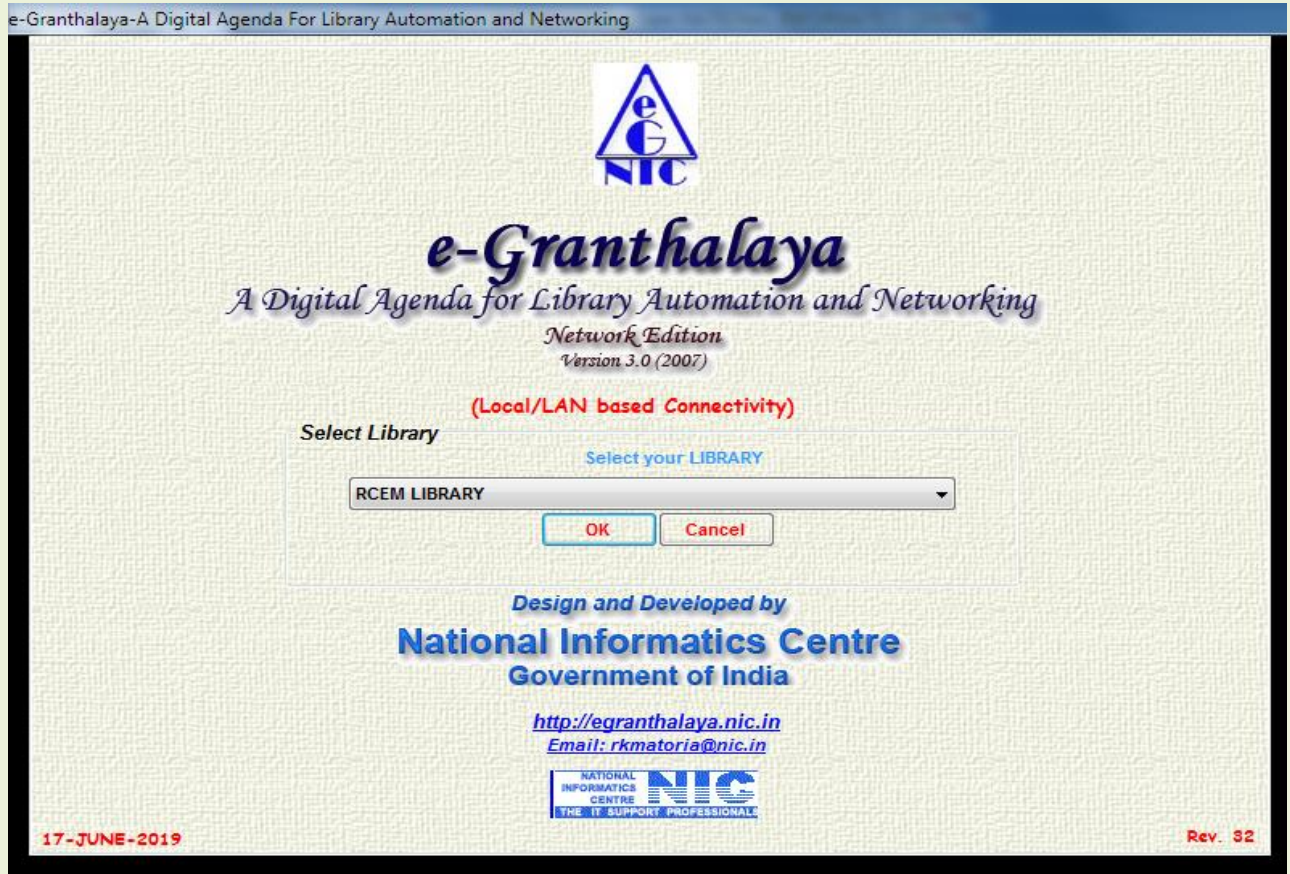 e-Granthalaya-A Digital Agenda For Library Automation and Networking
e
G
NIC
e-Granthalaya
A Digital Agenda for Library Automation and Networking
Network Edition
Version 3.0 (2007)
(Local/LAN based Connectivity)
Select Library
Select your LIBRARY
RCEM LIBRARY
OK Cancel
Design and Developed by
National Informatics Centre
Government of India
http://egranthalaya.nic.in
Email: rkmatoria@nic.in
NATIONAL
INFORMATICS
CENTRE
NIC
THE IT SUPPORT PROFESSIONALS
17-JUNE-2019
Rev. 32